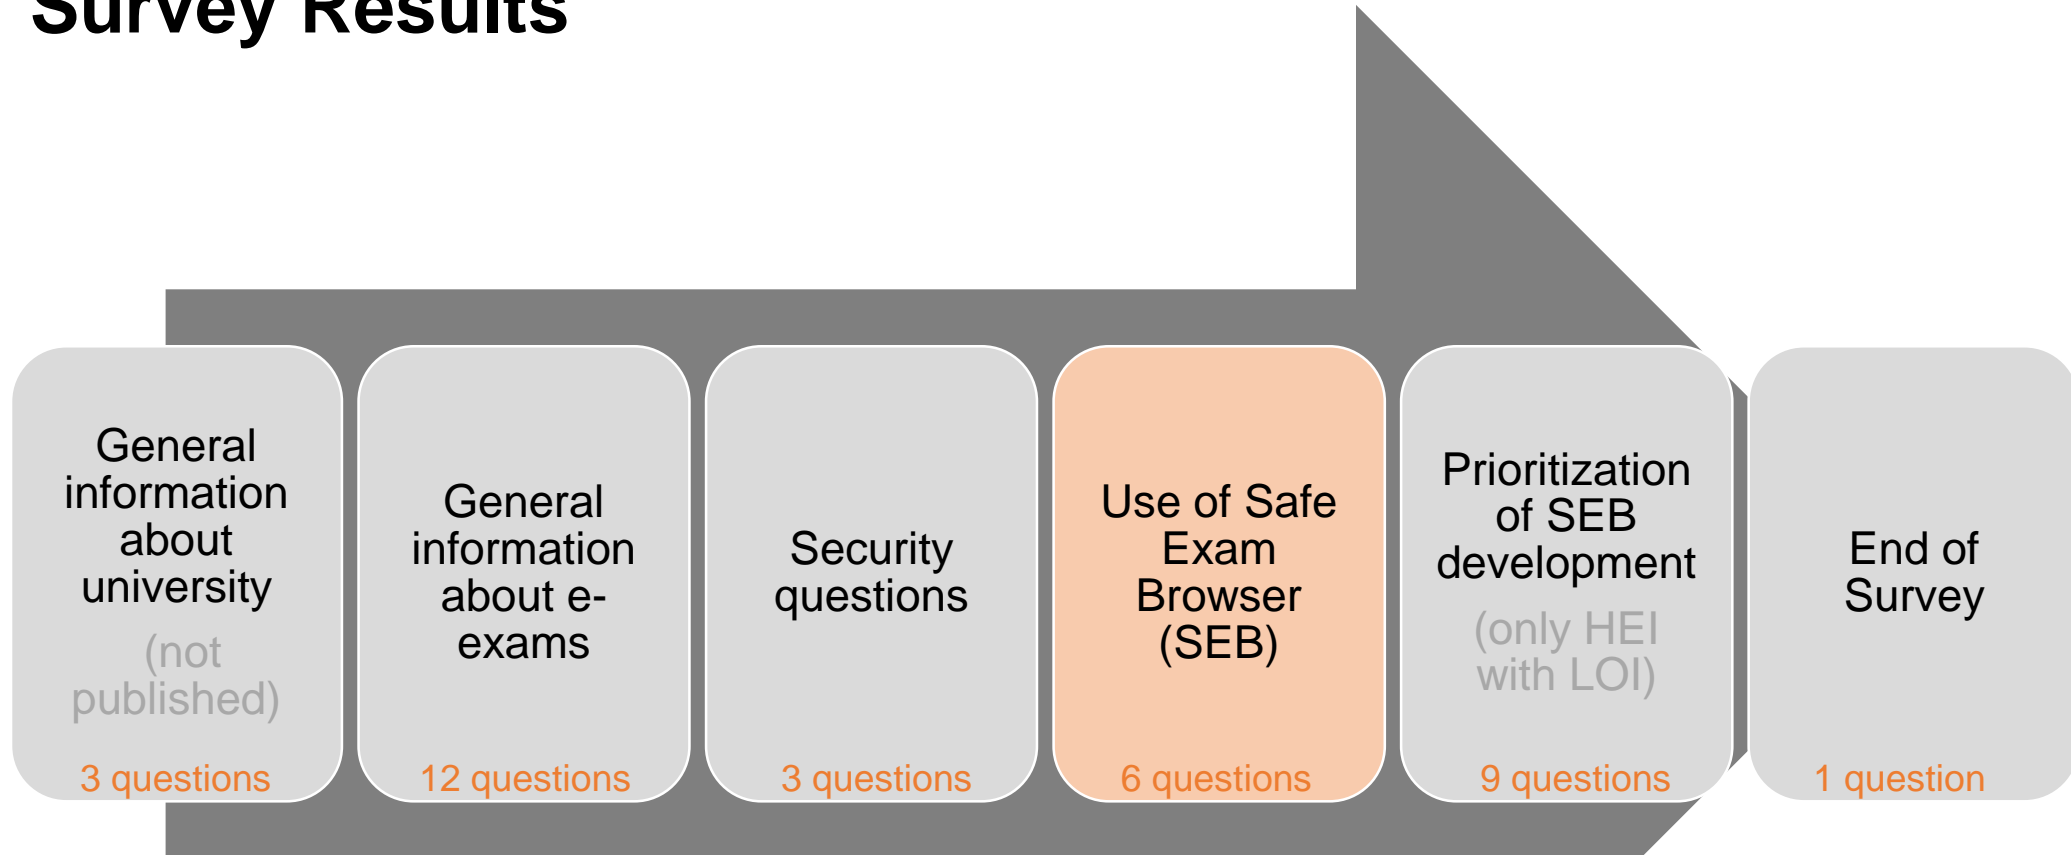 Survey Results
General
information
about
university
(not
published)
3 questions
General
information
about e-
exams
12 questions
Security
questions
3 questions
Use of Safe
Exam
Browser
(SEB)
6 questions
Prioritization
of SEB
development
(only HEI
with LOI)
9 questions
End of
Survey
1 question